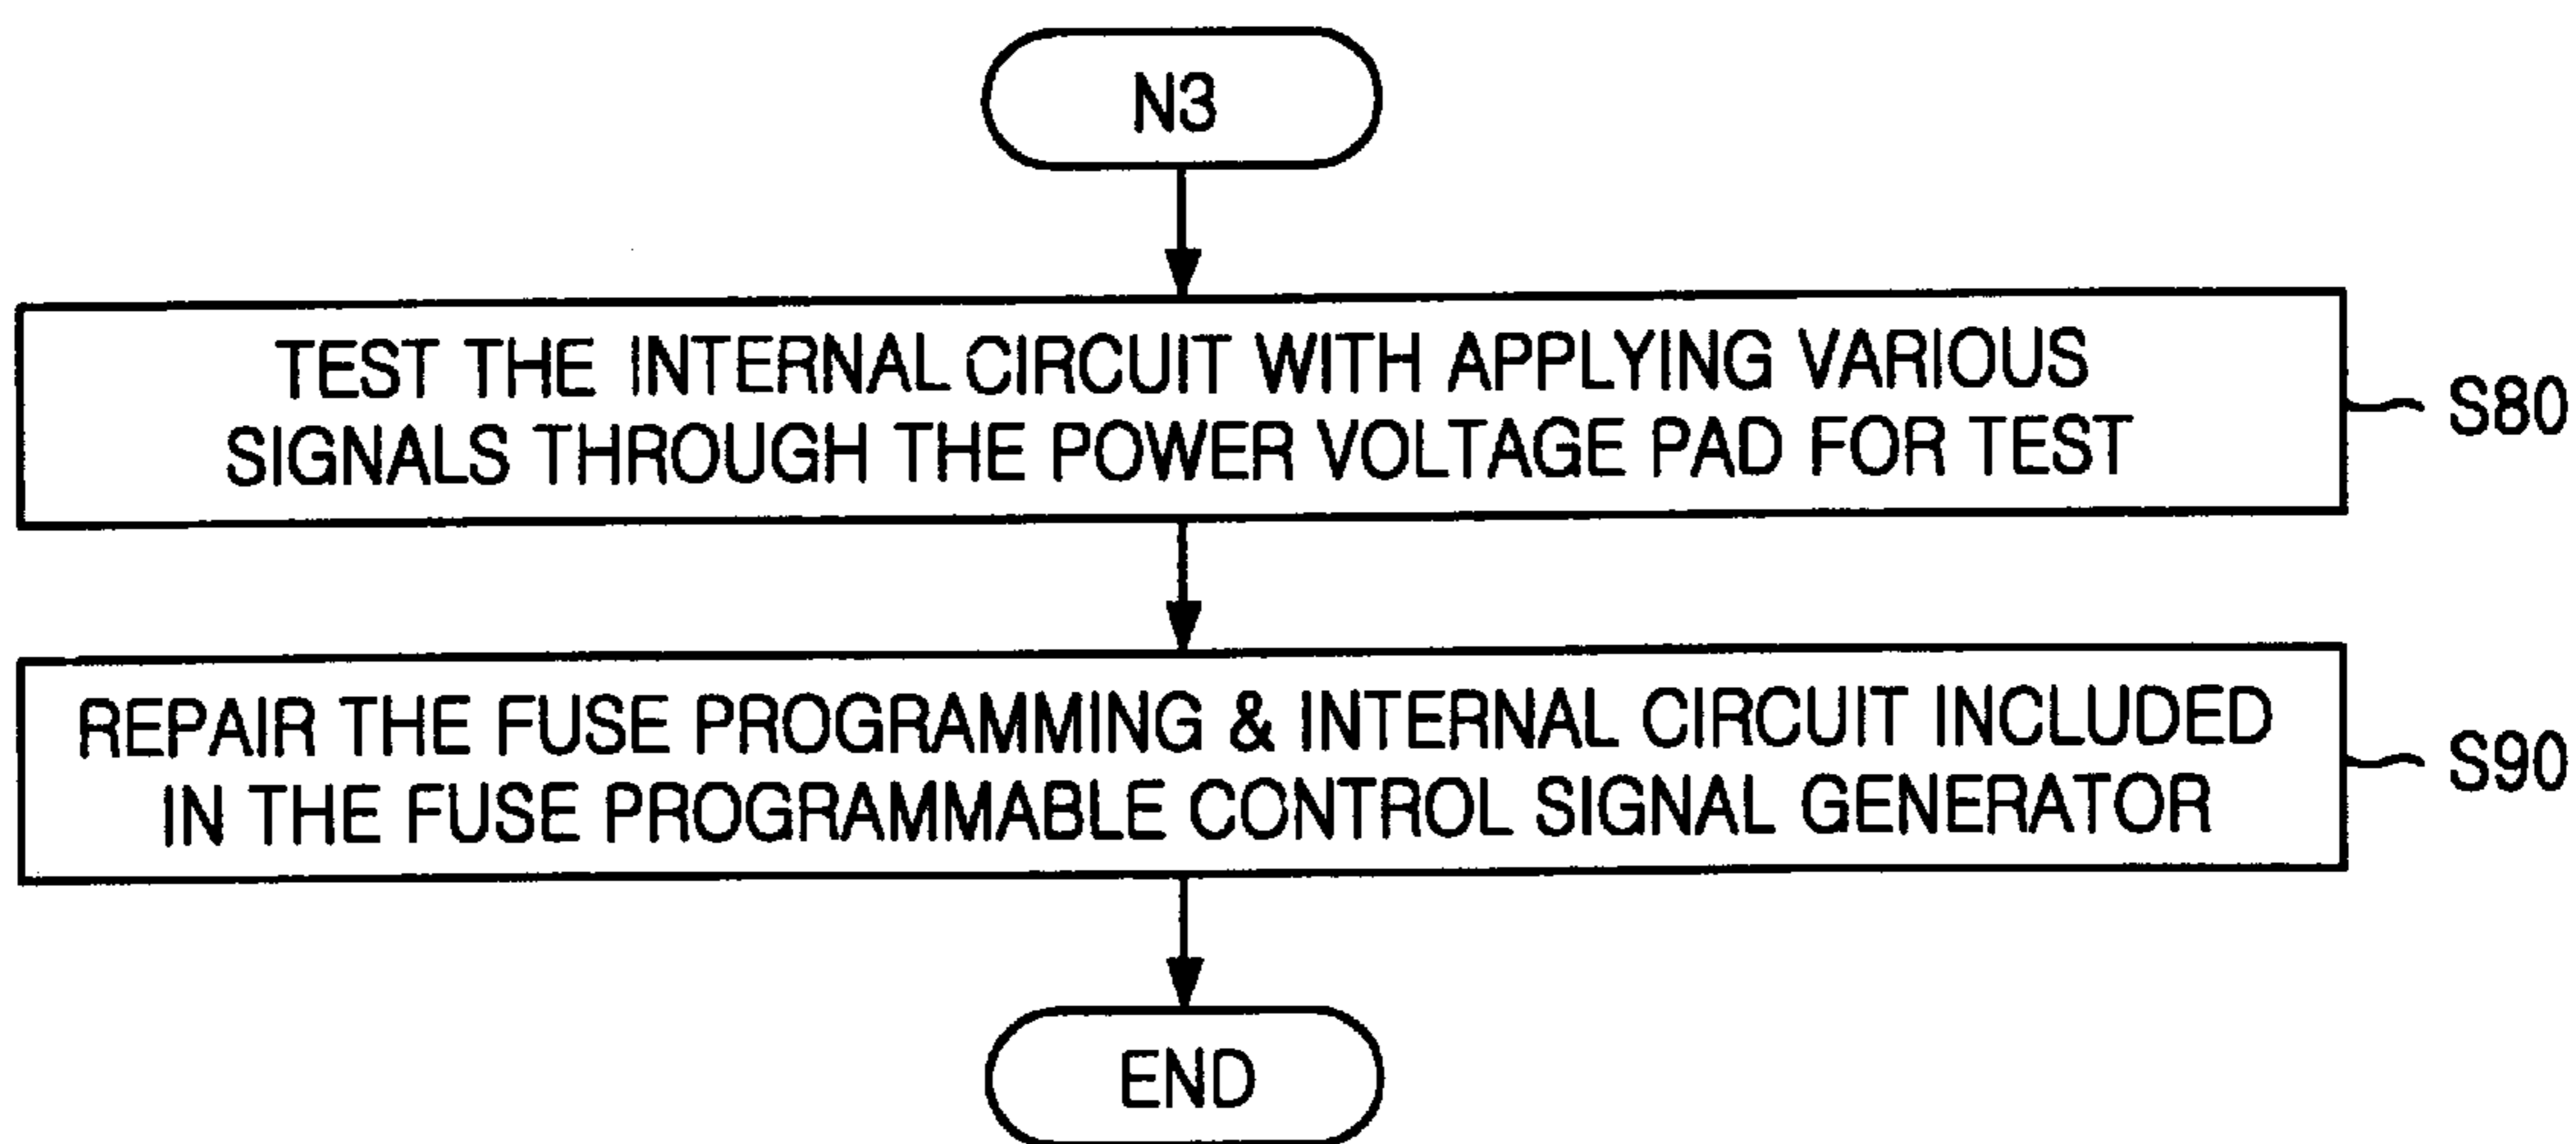 N3
TEST THE INTERNAL CIRCUIT WITH APPLYING VARIOUS
SIGNALS THROUGH THE POWER VOLTAGE PAD FOR TEST
S80
REPAIR THE FUSE PROGRAMMING & INTERNAL CIRCUIT INCLUDED
IN THE FUSE PROGRAMMABLE CONTROL SIGNAL GENERATOR
S90
END